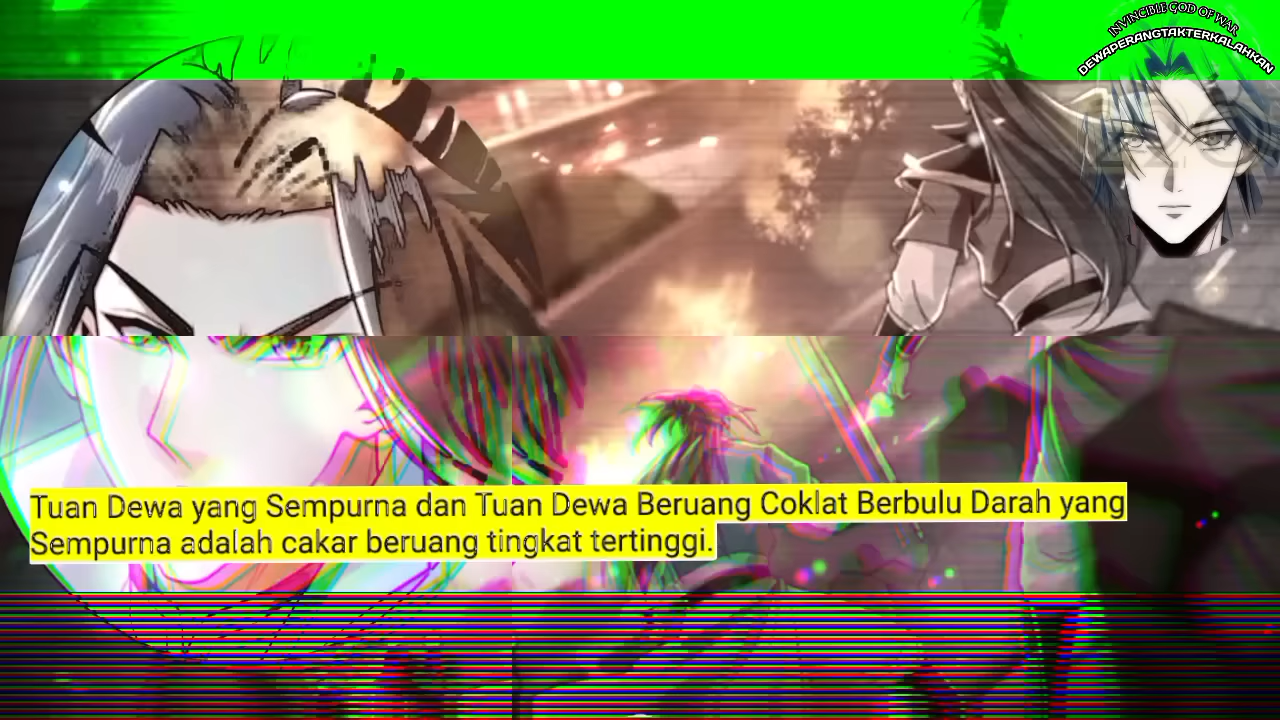 INVINCIBLE GOD OF WAR
DEWAPERANGTAKTERKALAHKAN
Tuan Dewa yang Sempurna dan Tuan Dewa Beruang Coklat Berbulu Darah yang
Sempurna adalah cakar beruang tingkat tertinggi.